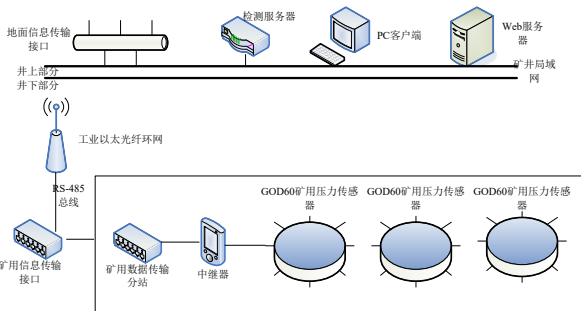 地面信息传输
接口
检测服务器
PC客户端
Web服务
器
矿井局域
网
井上部分
井下部分
工业以太光纤环网
RS-485
总线
GOD60矿用压力传感
器
GOD60矿用压力传感
器
GOD60矿用压力传感
器
矿用信息传输
接口
矿用数据传输
分站
中继器